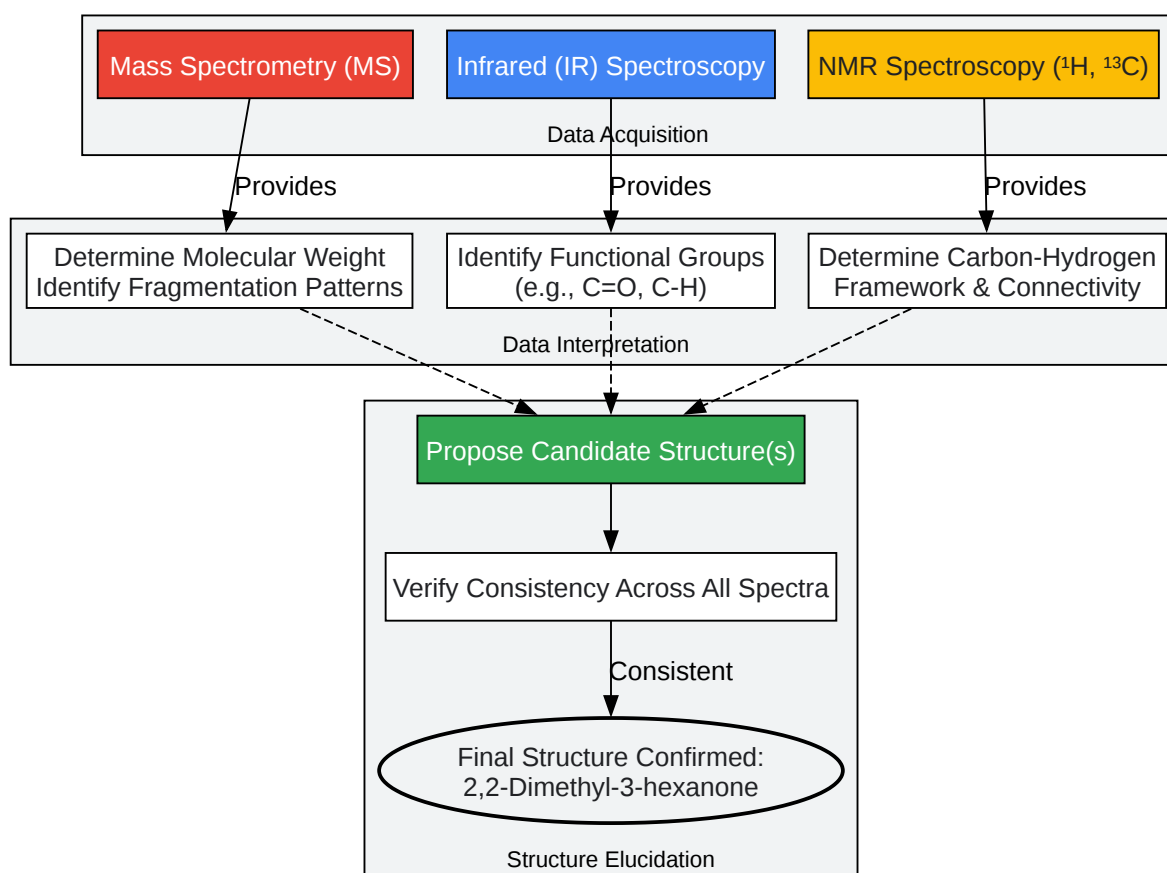 Mass Spectrometry (MS)
Infrared (IR) Spectroscopy
NMR Spectroscopy (¹H, ¹³C)
Data Acquisition
Provides
Provides
Provides
Determine Molecular Weight
Identify Fragmentation Patterns
Identify Functional Groups
(e.g., C=O, C-H)
Determine Carbon-Hydrogen
Framework & Connectivity
Data Interpretation
Propose Candidate Structure(s)
Verify Consistency Across All Spectra
Consistent
Final Structure Confirmed:
2,2-Dimethyl-3-hexanone
Structure Elucidation